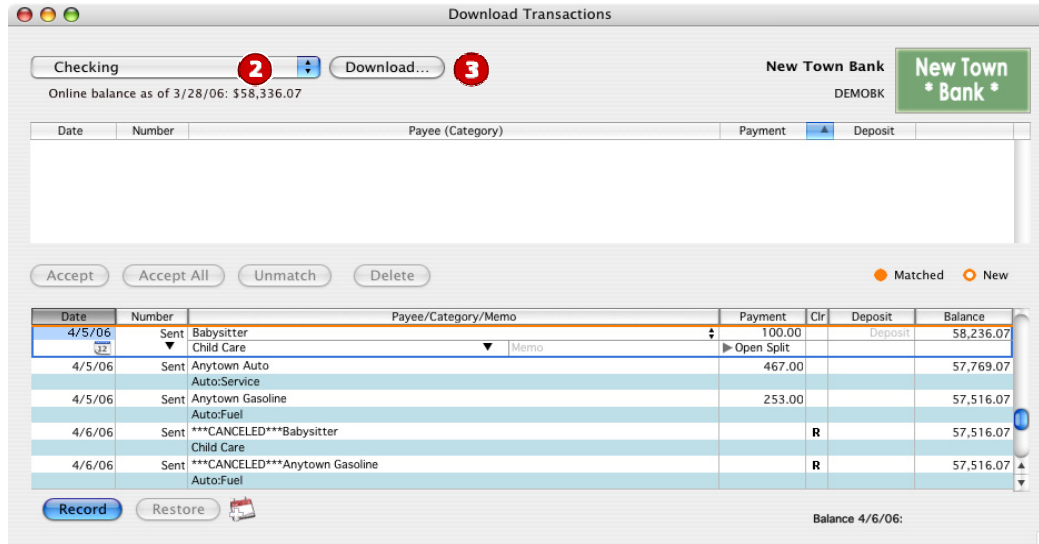 Download Transactions
Checking 2 Download... 3
New Town Bank
New Town
* Bank *
Online balance as of 3/28/06: $58,336.07
DEMOBK
Date Number Payee (Category) Payment Deposit
Accept Accept All Unmatch Delete Matched New
Date Number Payee/Category/Memo Payment Clr Deposit Balance
4/5/06 Sent Babysitter 100.00 Deposit 58,236.07
12 Child Care Memo Open Split
4/5/06 Sent Anytown Auto 467.00 57,769.07
Auto:Service
4/5/06 Sent Anytown Gasoline 253.00 57,516.07
Auto:Fuel
4/6/06 Sent ***CANCELED***Babysitter R 57,516.07
Child Care
4/6/06 Sent ***CANCELED***Anytown Gasoline R 57,516.07
Auto:Fuel
Record Restore
Balance 4/6/06: